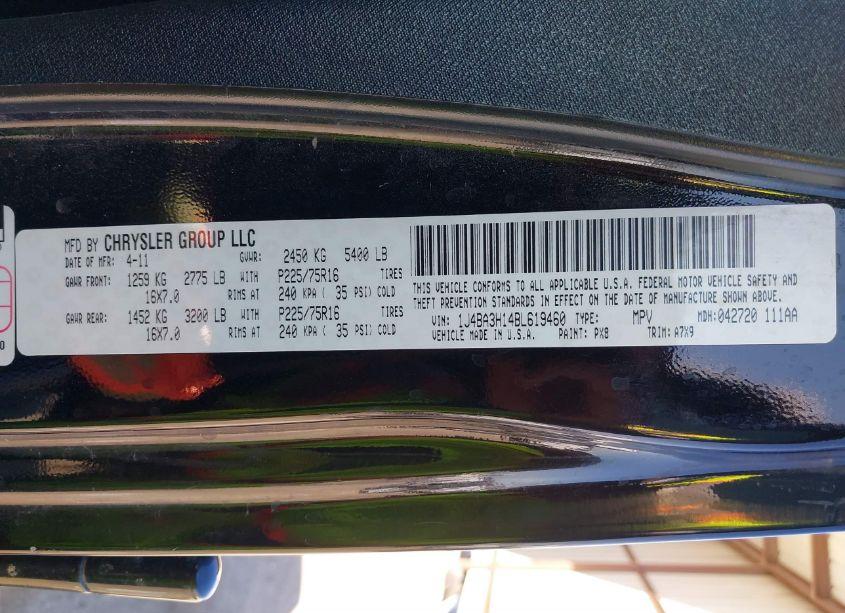 MFD BY CHRYSLER GROUP LLC
DATE OF MFR: 4-11 GVWR: 2450 KG 5400 LB
GAWR FRONT: 1259 KG 2775 LB WITH P225/75R16 TIRES
16X7.0 RIMS AT 240 KPA ( 35 PSI) COLD
GAWR REAR: 1452 KG 3200 LB WITH P225/75R16 TIRES
16X7.0 RIMS AT 240 KPA ( 35 PSI) COLD
THIS VEHICLE CONFORMS TO ALL APPLICABLE U.S.A. FEDERAL MOTOR VEHICLE SAFETY AND
THEFT PREVENTION STANDARDS IN EFFECT ON THE DATE OF MANUFACTURE SHOWN ABOVE.
VIN: 1J4BA3H14BL619460 TYPE: MPV MDH: 042720 111AA
VEHICLE MADE IN U.S.A. PAINT: PX8 TRIM: A7X9